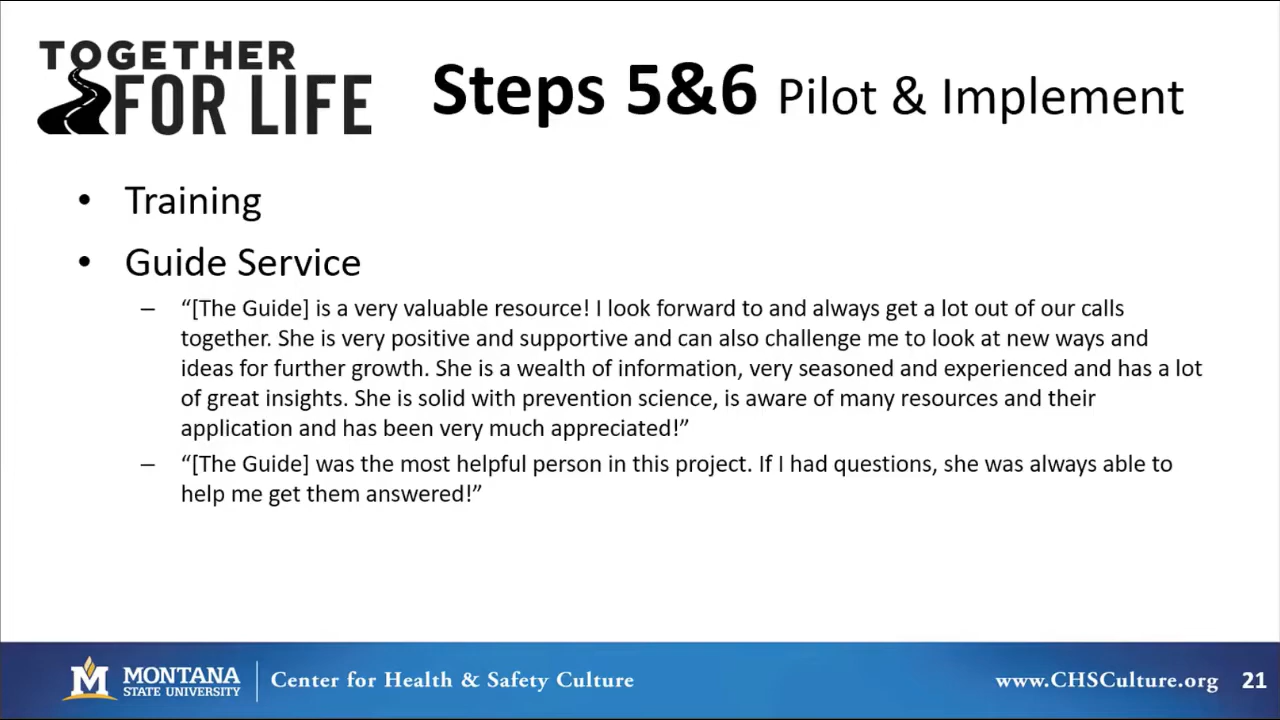 TOGETHER
FOR LIFE
Steps 5&6 Pilot & Implement
• Training
• Guide Service
– “[The Guide] is a very valuable resource! I look forward to and always get a lot out of our calls
together. She is very positive and supportive and can also challenge me to look at new ways and
ideas for further growth. She is a wealth of information, very seasoned and experienced and has a lot
of great insights. She is solid with prevention science, is aware of many resources and their
application and has been very much appreciated!”
– “[The Guide] was the most helpful person in this project. If I had questions, she was always able to
help me get them answered!”
M MONTANA
STATE UNIVERSITY
Center for Health & Safety Culture
www.CHSCulture.org 21